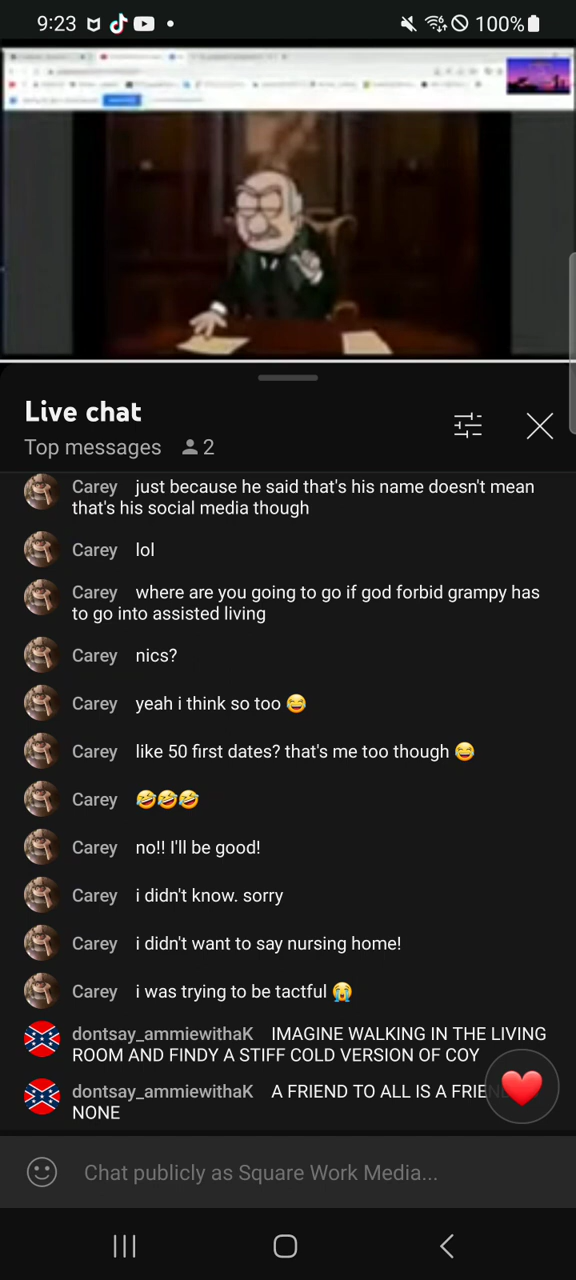 9:23
100%
Live chat
Top messages 2
Carey just because he said that's his name doesn't mean
that's his social media though
Carey lol
Carey where are you going to go if god forbid grampy has
to go into assisted living
Carey nics?
Carey yeah i think so too 😂
Carey like 50 first dates? that's me too though 😂
Carey 🤣🤣🤣
Carey no!! I'll be good!
Carey i didn't know. sorry
Carey i didn't want to say nursing home!
Carey i was trying to be tactful 😭
dontsay_ammiewithaK IMAGINE WALKING IN THE LIVING
ROOM AND FINDY A STIFF COLD VERSION OF COY
dontsay_ammiewithaK A FRIEND TO ALL IS A
NONE
Chat publicly as Square Work Media...